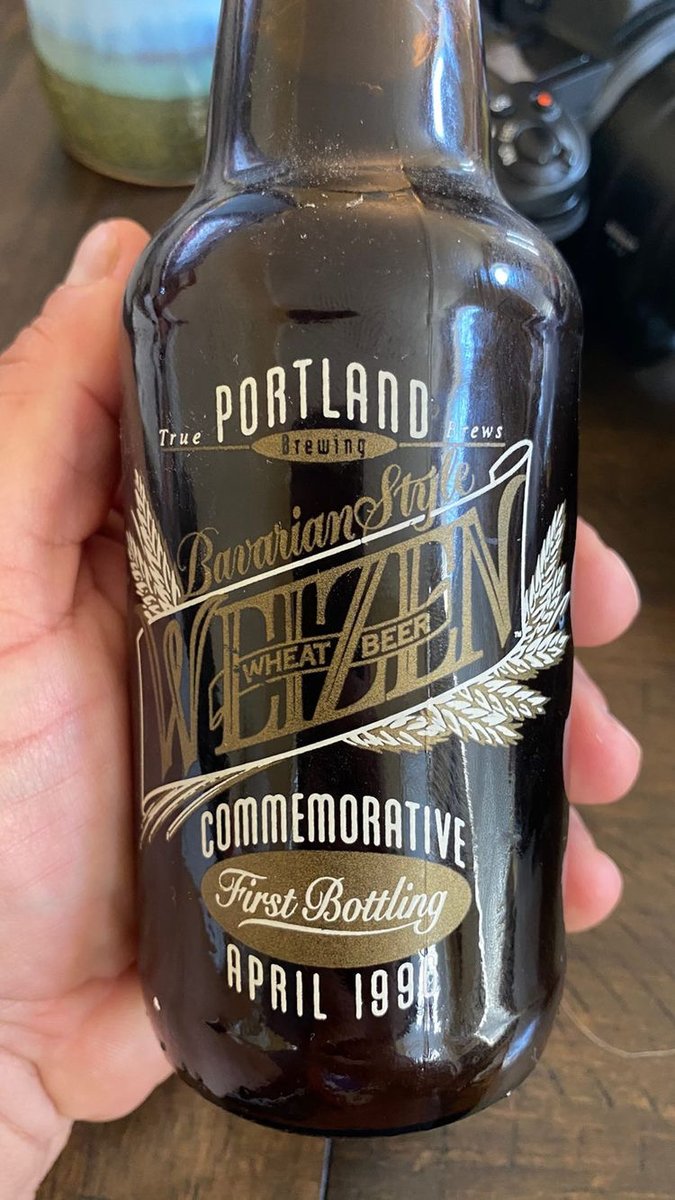 PORTLAND
True Brewing Brews
Bavarian Style
WEIZEN
WHEAT BEER
COMMEMORATIVE
First Bottling
APRIL